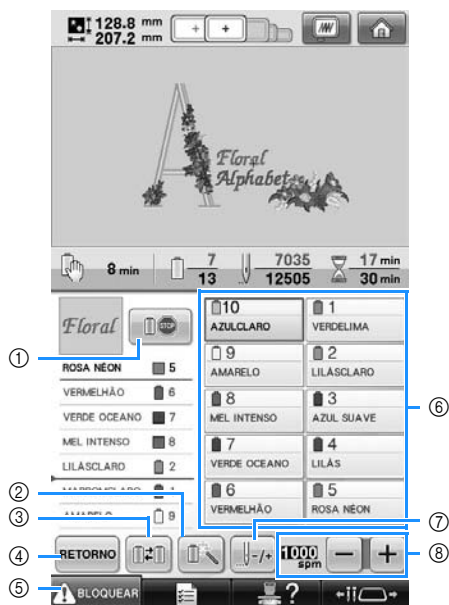 128.8 mm
207.2 mm
Floral
Alphabet
8 min 7 7035 17 min
13 12505 30 min
Floral
STOP
①
ROSA NÉON 5
VERMELHÃO 6
VERDE OCEANO 7
MEL INTENSO 8
LILÁSCLARO 2
AMARELO 9
10 AZULCLARO
1 VERDELIMA
9 AMARELO
2 LILÁSCLARO
8 MEL INTENSO
3 AZUL SUAVE
7 VERDE OCEANO
4 LILÁS
6 VERMELHÃO
5 ROSA NÉON
⑥
②
③
⑦
④
RETORNO
-/+
1000 spm
− +
⑧
⑤
BLOQUEAR
?